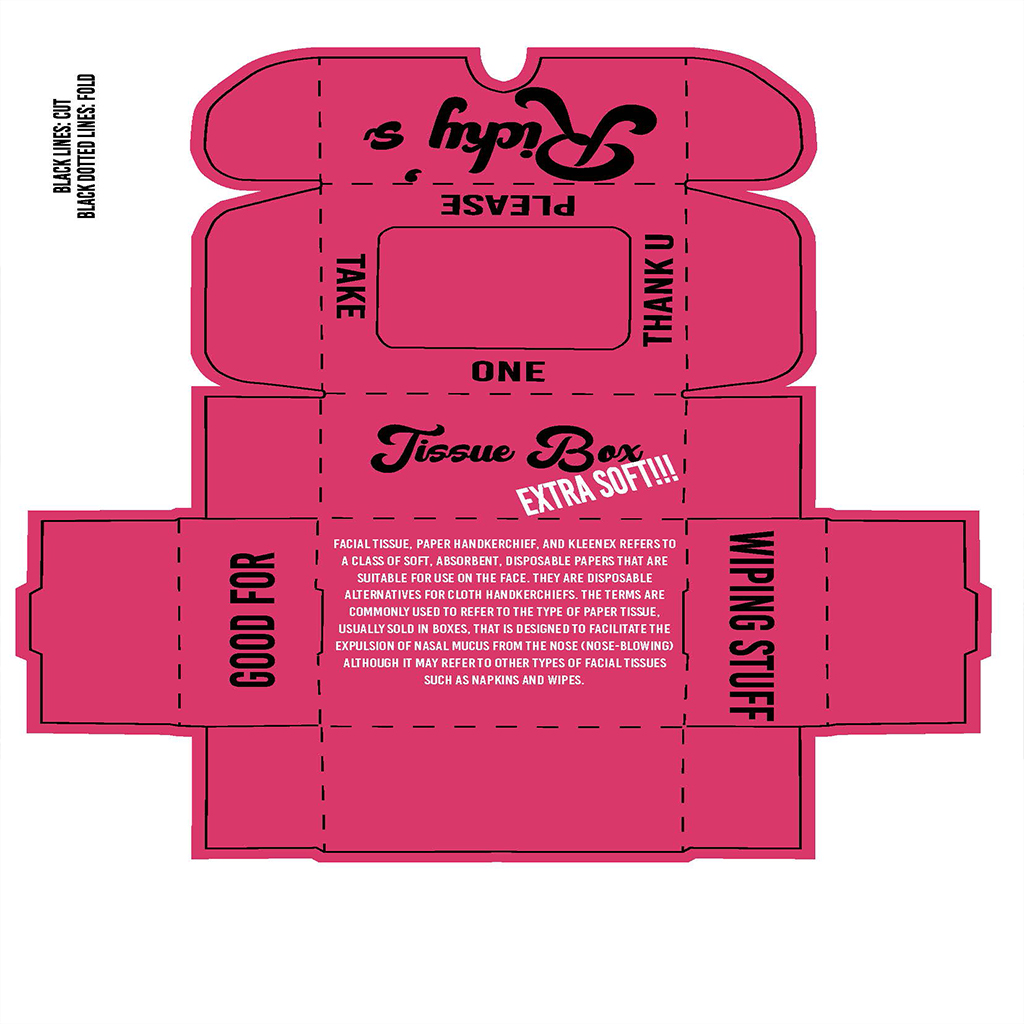 BLACK LINES: CUT
BLACK DOTTED LINES: FOLD
Ricky's
PLEASE
TAKE
THANK U
ONE
Tissue Box
EXTRA SOFT!!!
GOOD FOR
FACIAL TISSUE, PAPER HANDKERCHIEF, AND KLEENEX REFERS TO
A CLASS OF SOFT, ABSORBENT, DISPOSABLE PAPERS THAT ARE
SUITABLE FOR USE ON THE FACE. THEY ARE DISPOSABLE
ALTERNATIVES FOR CLOTH HANDKERCHIEFS. THE TERMS ARE
COMMONLY USED TO REFER TO THE TYPE OF PAPER TISSUE,
USUALLY SOLD IN BOXES, THAT IS DESIGNED TO FACILITATE THE
EXPULSION OF NASAL MUCUS FROM THE NOSE (NOSE-BLOWING)
ALTHOUGH IT MAY REFER TO OTHER TYPES OF FACIAL TISSUES
SUCH AS NAPKINS AND WIPES.
WIPING STUFF